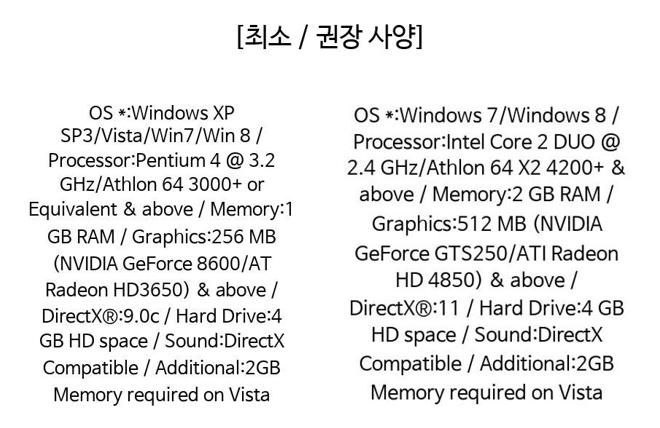 [최소 / 권장 사양]
OS *:Windows XP
SP3/Vista/Win7/Win 8 /
Processor:Pentium 4 @ 3.2
GHz/Athlon 64 3000+ or
Equivalent & above / Memory:1
GB RAM / Graphics:256 MB
(NVIDIA GeForce 8600/AT
Radeon HD3650) & above /
DirectX®:9.0c / Hard Drive:4
GB HD space / Sound:DirectX
Compatible / Additional:2GB
Memory required on Vista
OS *:Windows 7/Windows 8 /
Processor:Intel Core 2 DUO @
2.4 GHz/Athlon 64 X2 4200+ &
above / Memory:2 GB RAM /
Graphics:512 MB (NVIDIA
GeForce GTS250/ATI Radeon
HD 4850) & above /
DirectX®:11 / Hard Drive:4 GB
HD space / Sound:DirectX
Compatible / Additional:2GB
Memory required on Vista